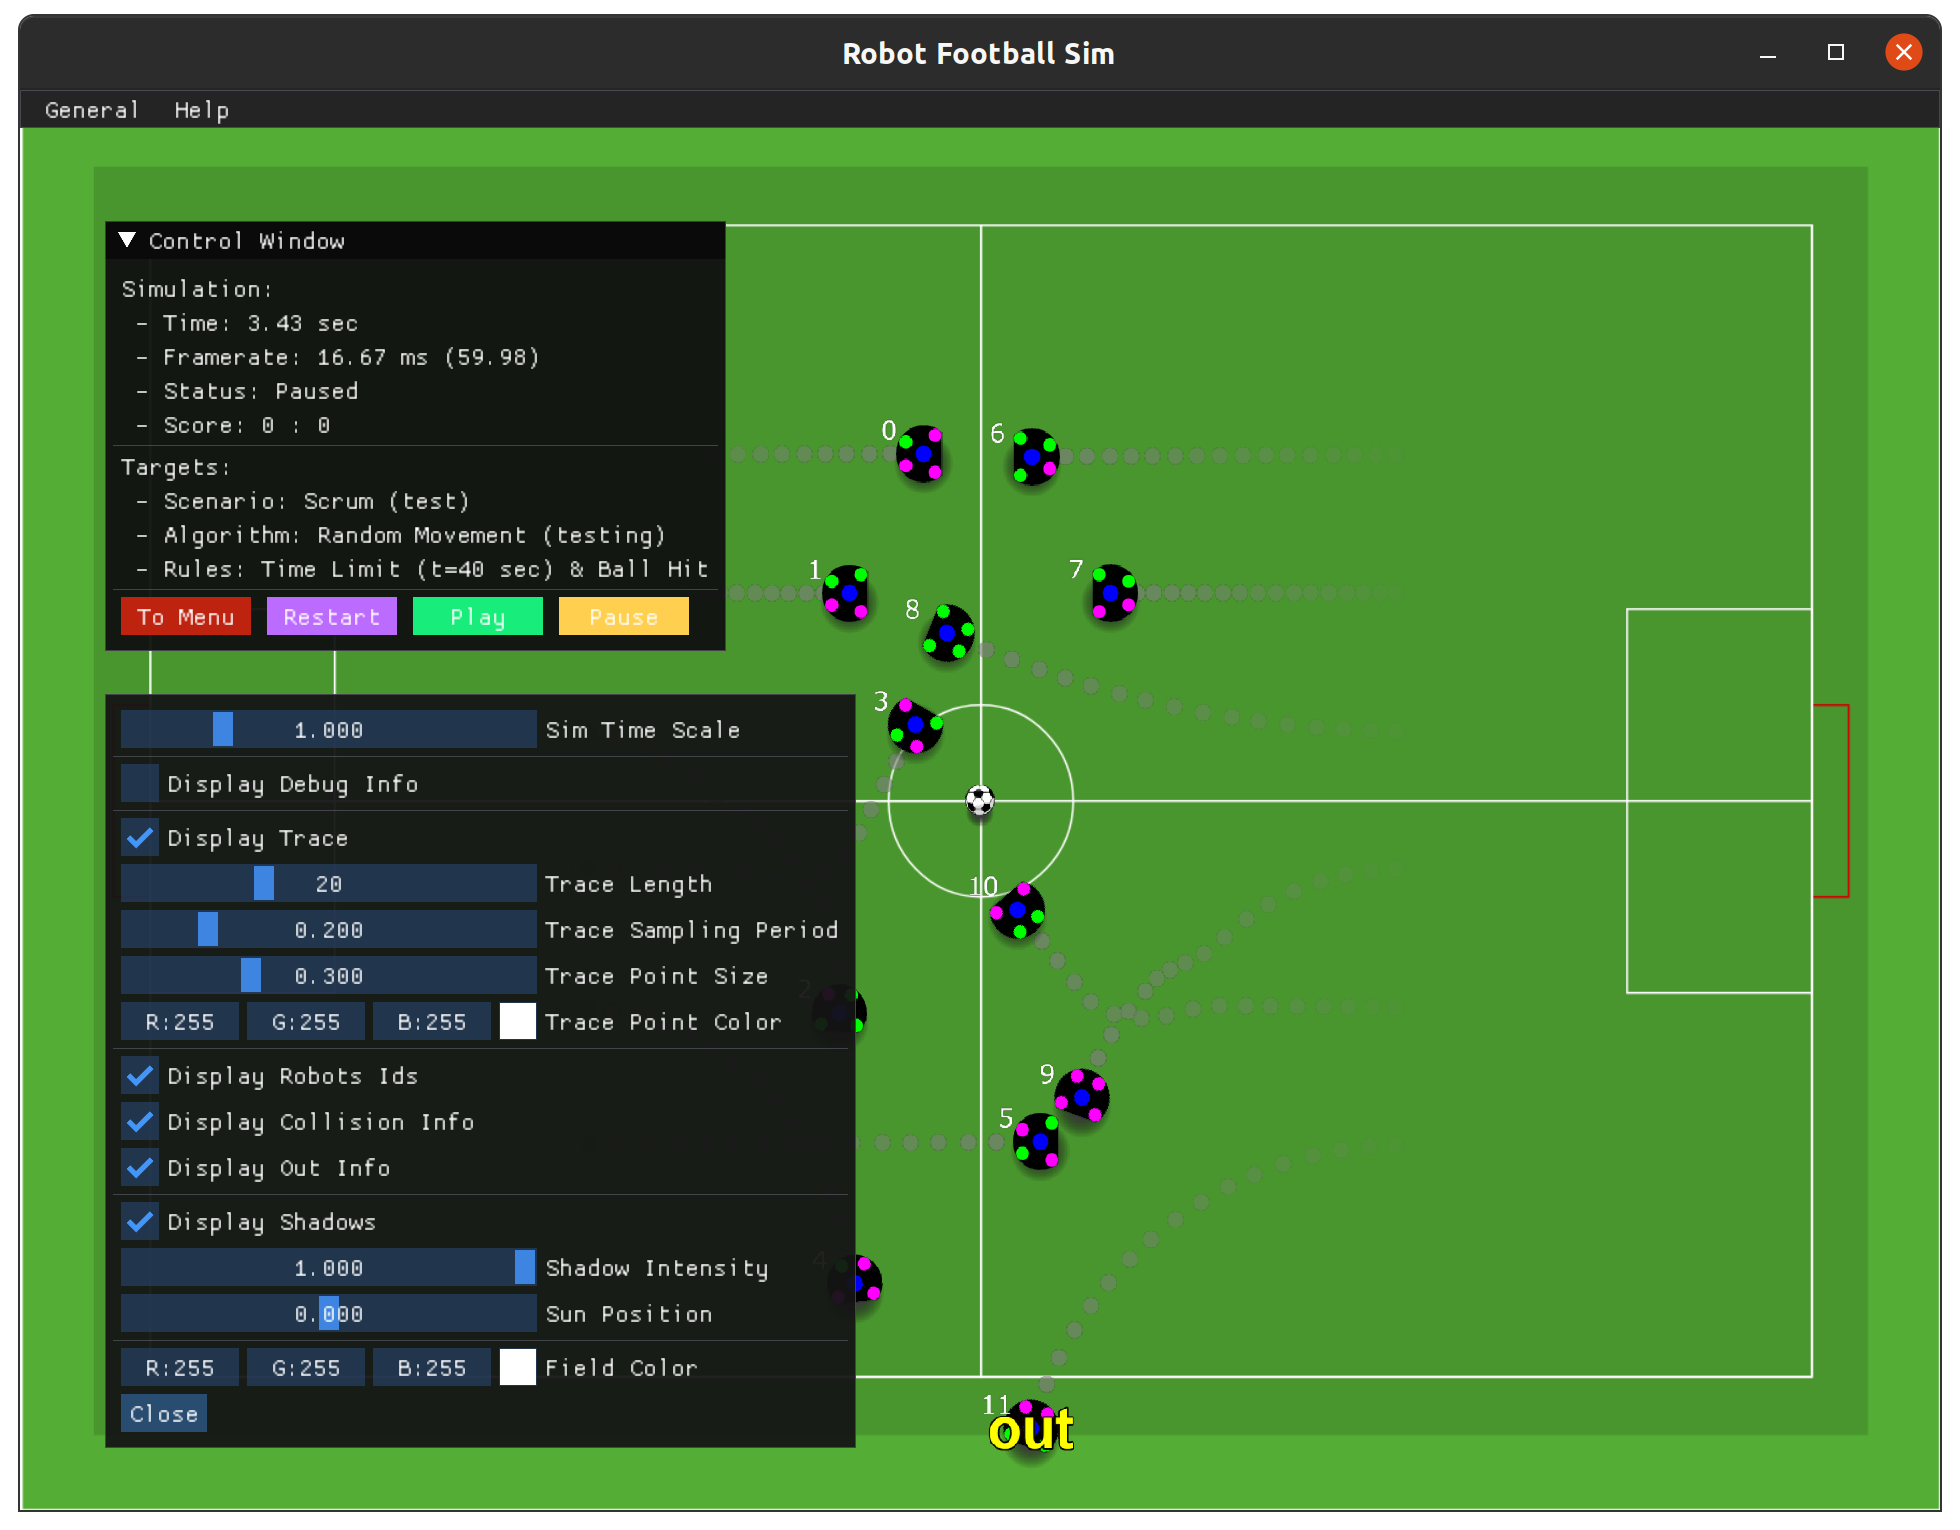 Robot Football Sim
General Help
Control Window
Simulation:
- Time: 3.43 sec
- Framerate: 16.67 ms (59.98)
- Status: Paused
- Score: 0 : 0
Targets:
- Scenario: Scrum (test)
- Algorithm: Random Movement (testing)
- Rules: Time Limit (t=40 sec) & Ball Hit
To Menu Restart Play Pause
1.000 Sim Time Scale
Display Debug Info
Display Trace
20 Trace Length
0.200 Trace Sampling Period
0.300 Trace Point Size
R:255 G:255 B:255 Trace Point Color
Display Robots Ids
Display Collision Info
Display Out Info
Display Shadows
1.000 Shadow Intensity
0.000 Sun Position
R:255 G:255 B:255 Field Color
Close
0
6
1
7
8
3
10
2
9
5
4
11
out